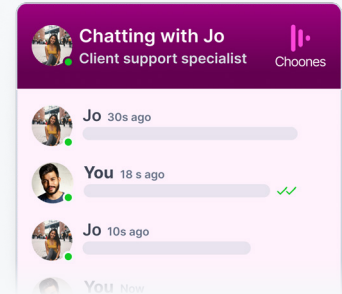 Chatting with Jo
Client support specialist
Choones
Jo 30s ago
You 18 s ago
Jo 10s ago
You Now